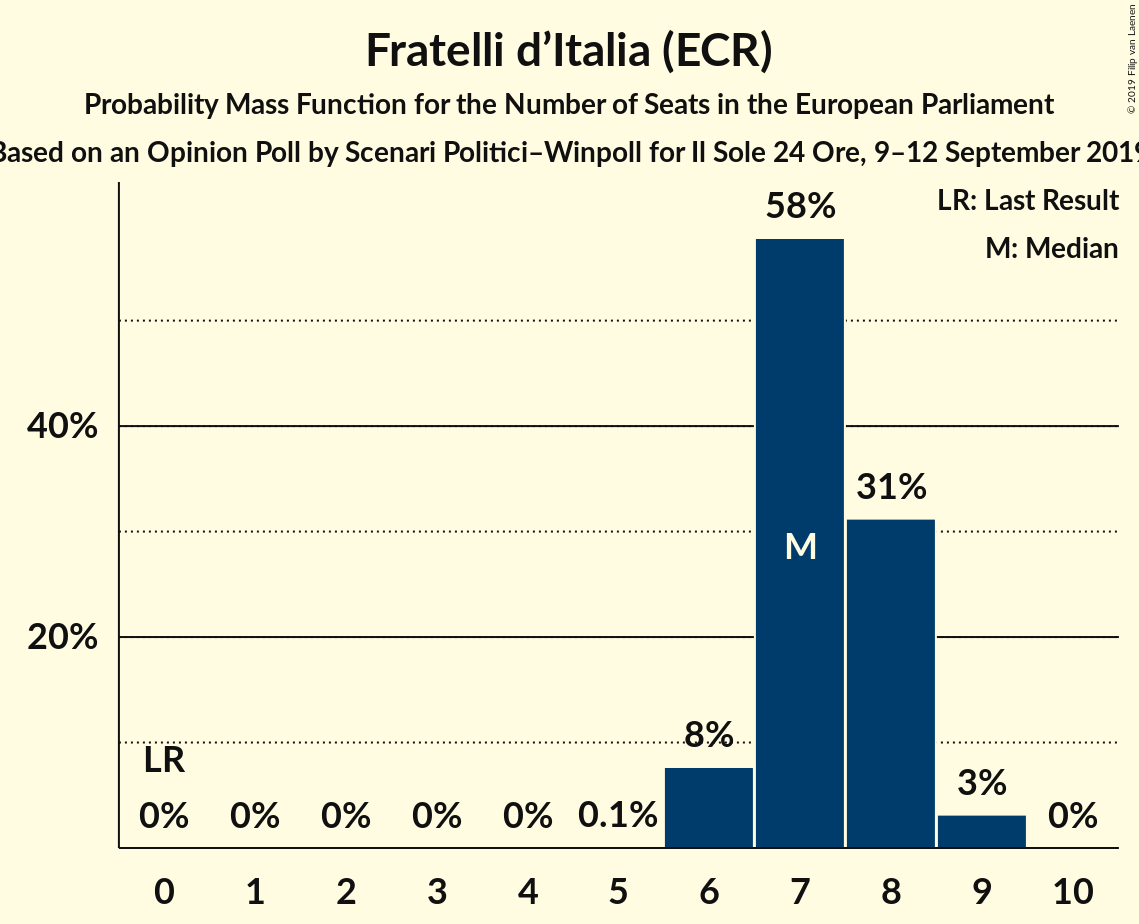 Fratelli d’Italia (ECR)
Probability Mass Function for the Number of Seats in the European Parliament
Based on an Opinion Poll by Scenari Politici–Winpoll for Il Sole 24 Ore, 9–12 September 2019
© 2019 Filip van Laenen
LR: Last Result
M: Median
58%
40%
31%
M
20%
8%
LR
3%
0% 0% 0% 0% 0% 0.1% 0%
0 1 2 3 4 5 6 7 8 9 10